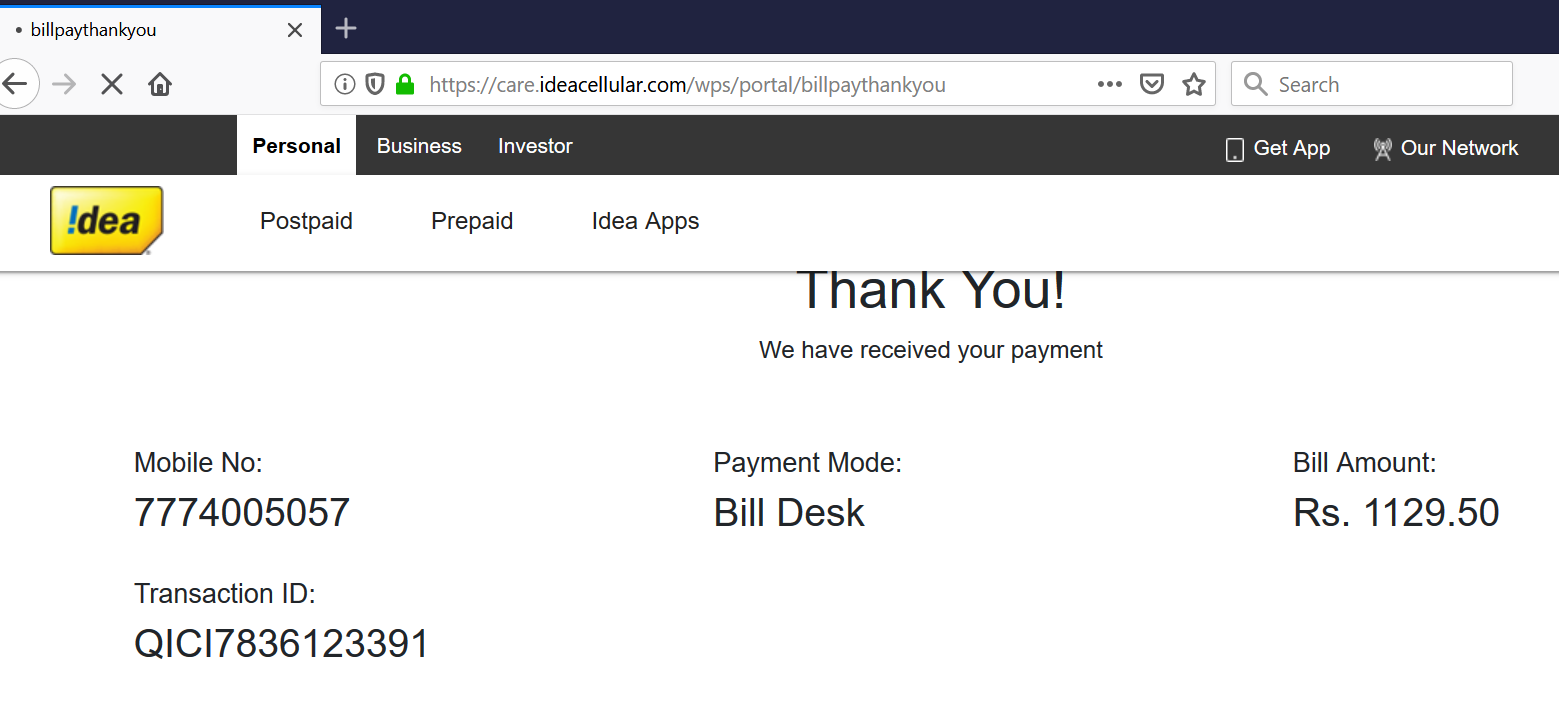 billpaythankyou
https://care.ideacellular.com/wps/portal/billpaythankyou
Search
Personal Business Investor Get App Our Network
!dea Postpaid Prepaid Idea Apps
Thank You!
We have received your payment
Mobile No: Payment Mode: Bill Amount:
7774005057 Bill Desk Rs. 1129.50
Transaction ID:
QICI7836123391